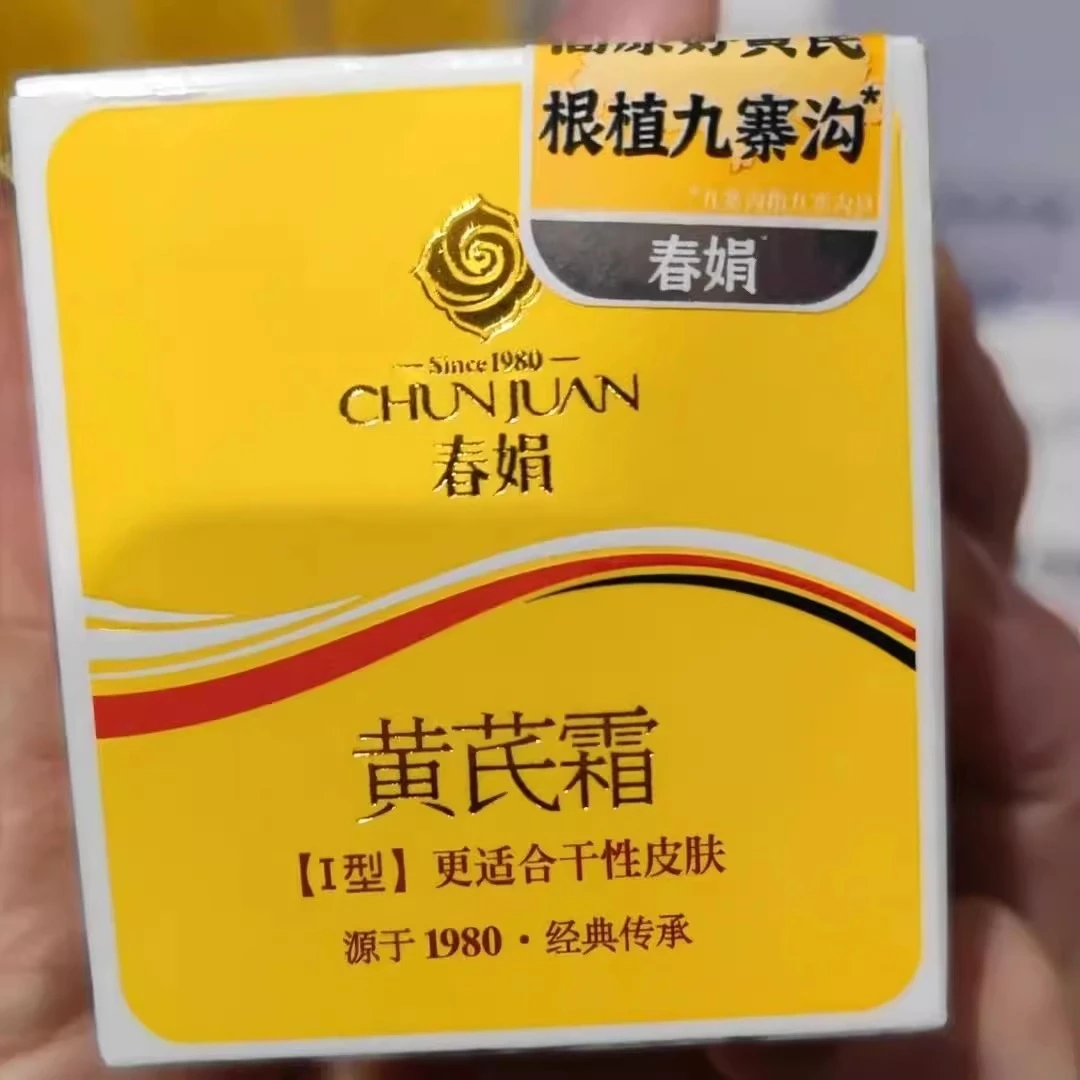 根植九寨沟*
春娟
Since 1980
CHUN JUAN
春娟
黄芪霜
【I型】更适合干性皮肤
源于 1980·经典传承